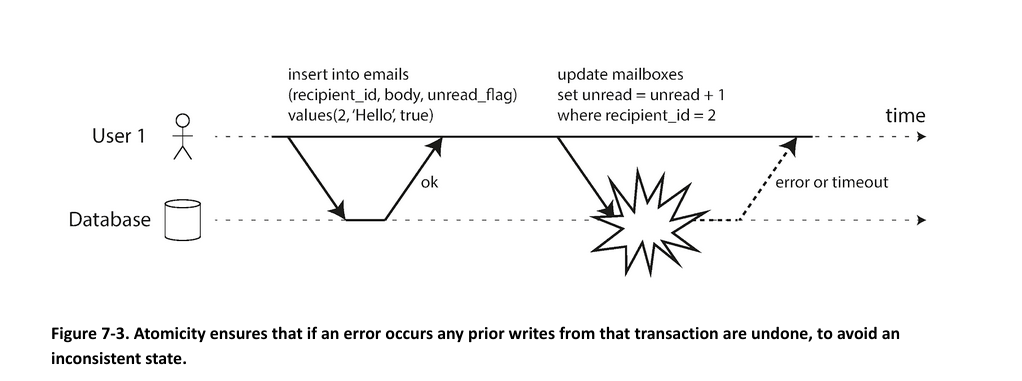 insert into emails
(recipient_id, body, unread_flag)
values(2, ‘Hello’, true)
update mailboxes
set unread = unread + 1
where recipient_id = 2
time
User 1
ok
error or timeout
Database
Figure 7-3. Atomicity ensures that if an error occurs any prior writes from that transaction are undone, to avoid an
inconsistent state.